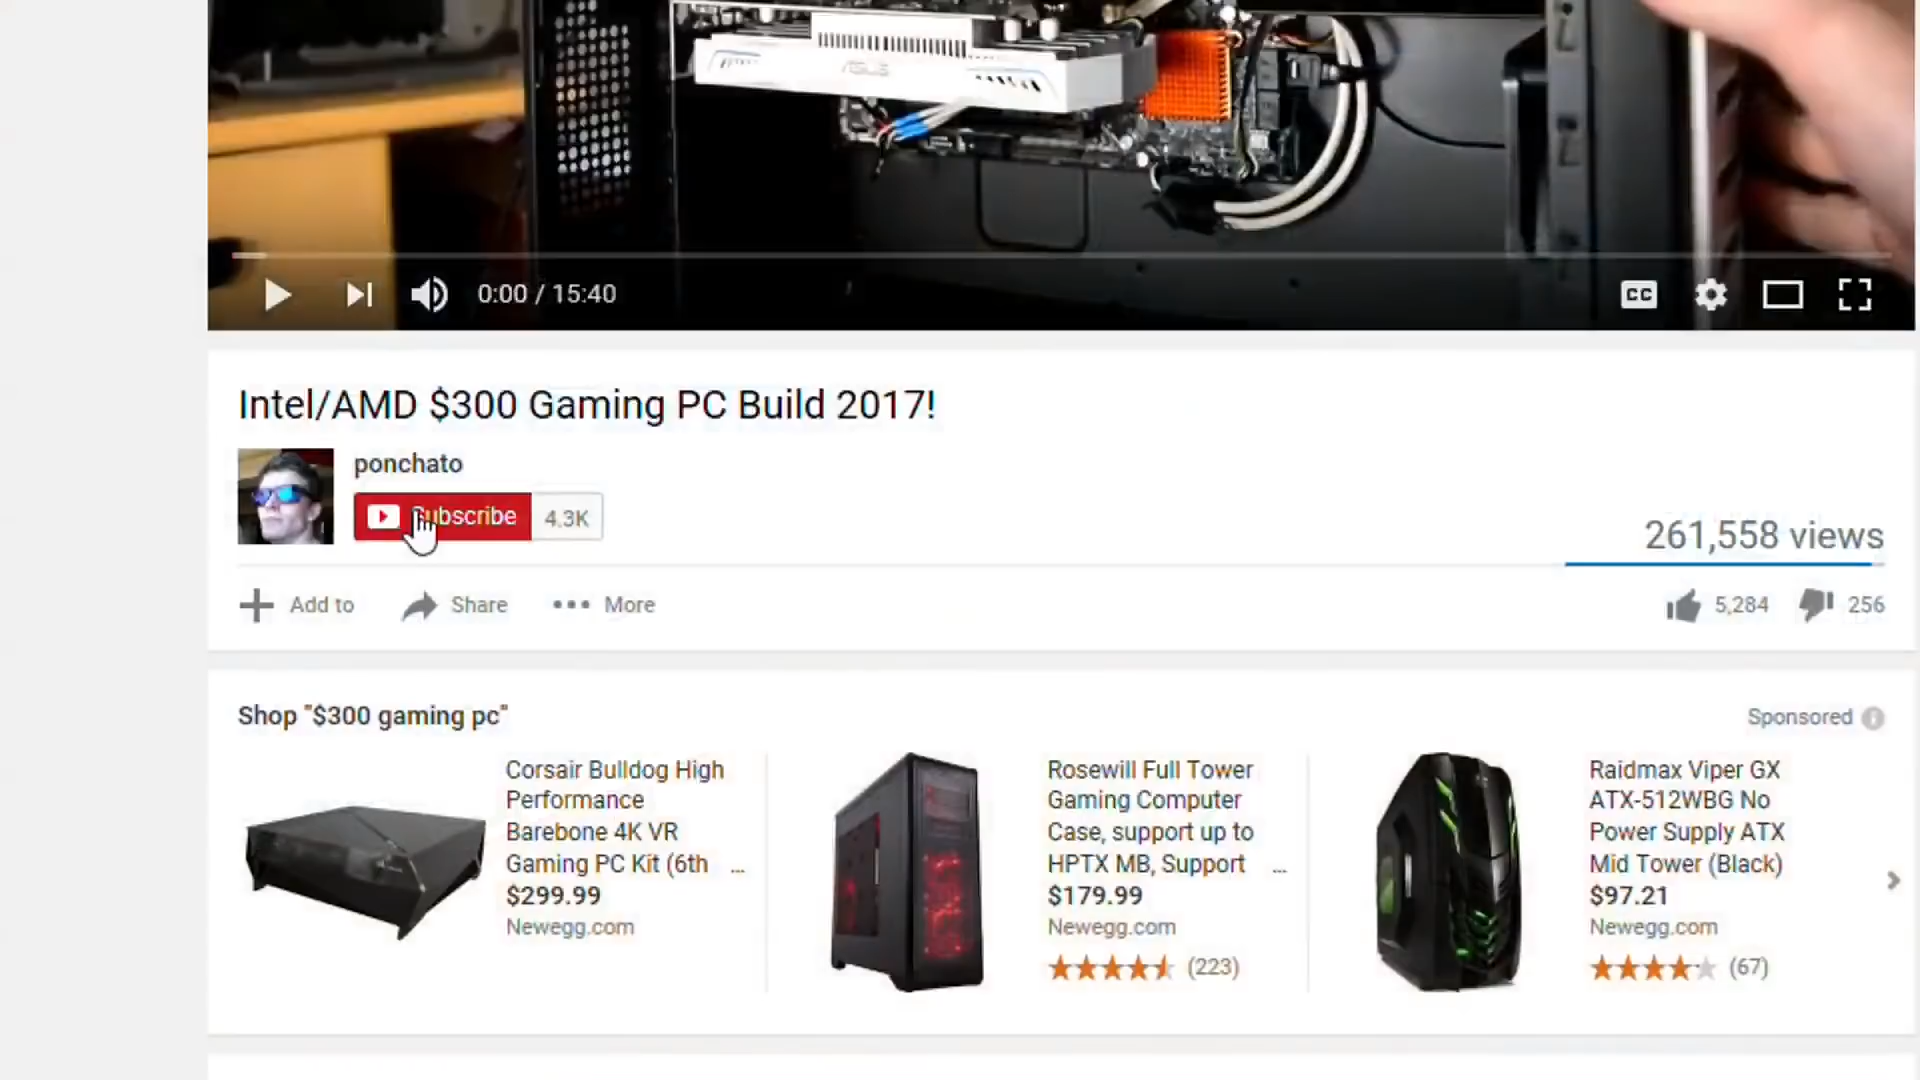 ASUS
0:00 / 15:40
CC
Intel/AMD $300 Gaming PC Build 2017!
ponchato
Subscribe 4.3K
261,558 views
Add to Share More 5,284 256
Shop "$300 gaming pc" Sponsored
Corsair Bulldog High
Performance
Barebone 4K VR
Gaming PC Kit (6th ...
$299.99
Newegg.com
Rosewill Full Tower
Gaming Computer
Case, support up to
HPTX MB, Support ...
$179.99
Newegg.com
(223)
Raidmax Viper GX
ATX-512WBG No
Power Supply ATX
Mid Tower (Black)
$97.21
Newegg.com
(67)